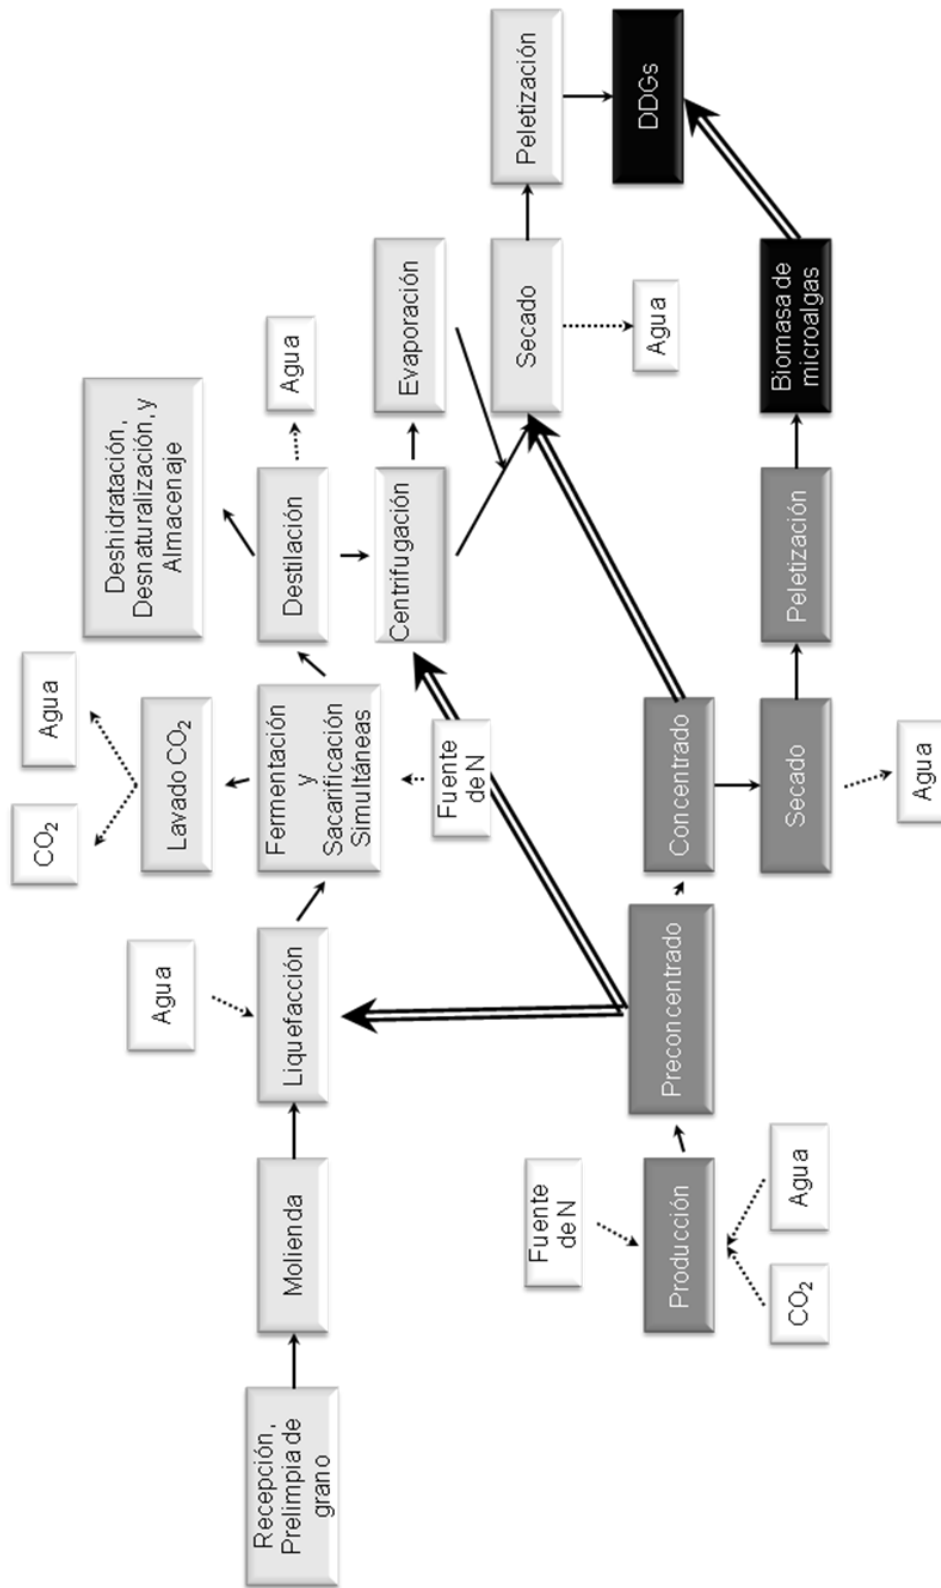 Recepción,
Prelimpia de
grano
Molienda
Agua
Liquefacción
CO₂
Agua
Lavado CO₂
Fermentación
y
Sacarificación
Simultáneas
Fuente
de N
Deshidratación,
Desnaturalización, y
Almacenaje
Destilación
Agua
Centrifugación
Evaporación
Secado
Agua
Peletización
DDGs
Fuente
de N
Producción
CO₂
Agua
Preconcentrado
Concentrado
Secado
Agua
Peletización
Biomasa de
microalgas